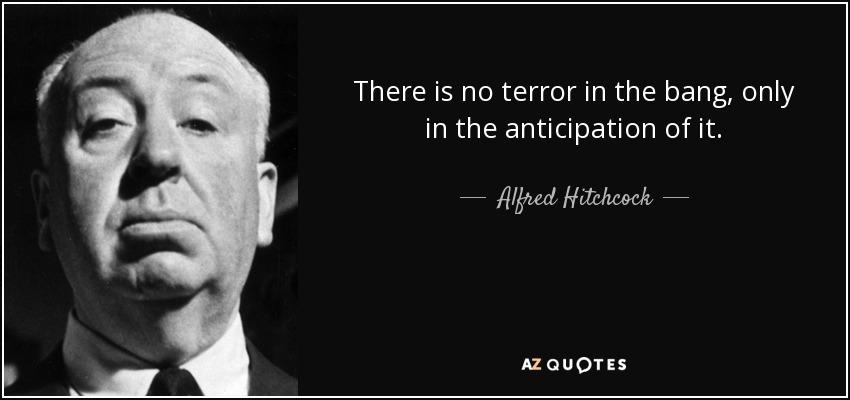 There is no terror in the bang, only
in the anticipation of it.
Alfred Hitchcock
AZ QUOTES